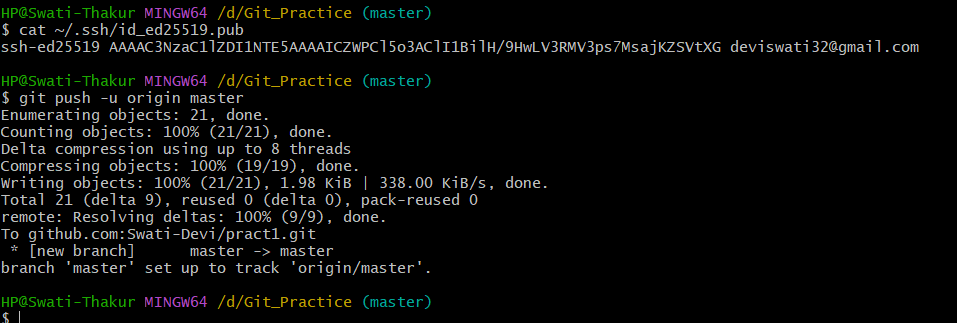 HP@Swati-Thakur MINGW64 /d/Git_Practice (master)
$ cat ~/.ssh/id_ed25519.pub
ssh-ed25519 AAAAC3NzaC1lZDI1NTE5AAAAICZWPCl5o3AClI1BilH/9HwLV3RMV3ps7MsajKZSVtXG deviswati32@gmail.com
HP@Swati-Thakur MINGW64 /d/Git_Practice (master)
$ git push -u origin master
Enumerating objects: 21, done.
Counting objects: 100% (21/21), done.
Delta compression using up to 8 threads
Compressing objects: 100% (19/19), done.
Writing objects: 100% (21/21), 1.98 KiB | 338.00 KiB/s, done.
Total 21 (delta 9), reused 0 (delta 0), pack-reused 0
remote: Resolving deltas: 100% (9/9), done.
To github.com:Swati-Devi/pract1.git
 * [new branch]      master -> master
branch 'master' set up to track 'origin/master'.
HP@Swati-Thakur MINGW64 /d/Git_Practice (master)
$